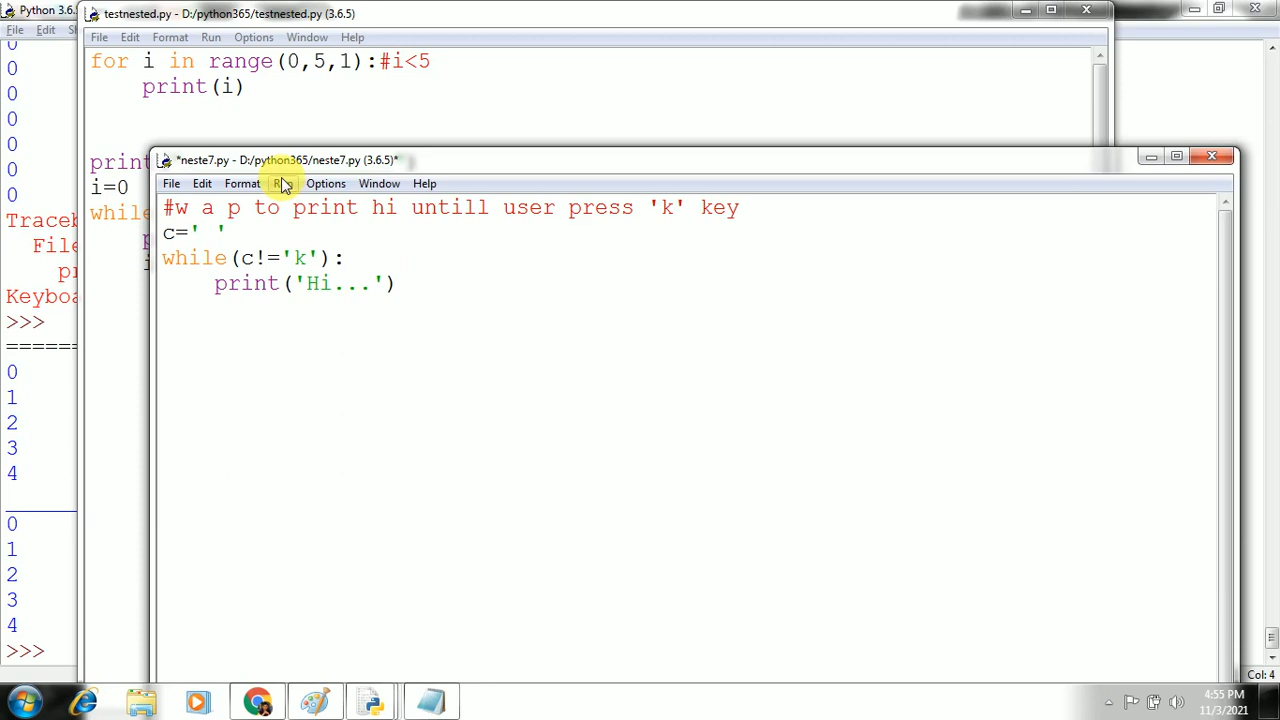 Python 3.6.
File Edit
0
0
0
0
0
0
0
Traceb
File
pr
Keyboa
>>>
0
1
2
3
4
0
1
2
3
4
>>>
testnested.py - D:/python365/testnested.py (3.6.5)
File Edit Format Run Options Window Help
for i in range(0,5,1):#i<5
print(i)
print
i=0
while
p
i
*neste7.py - D:/python365/neste7.py (3.6.5)*
File Edit Format Options Window Help
#w a p to print hi untill user press 'k' key
c=' '
while(c!='k'):
print('Hi...')
Col: 4
4:55 PM
11/3/2021